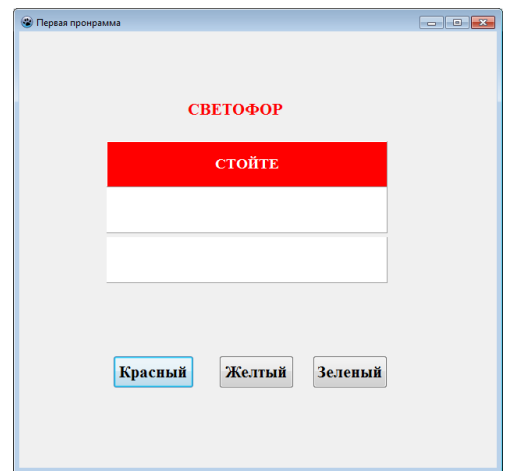 Первая пронрамма
СВЕТОФОР
СТОЙТЕ
Красный Желтый Зеленый